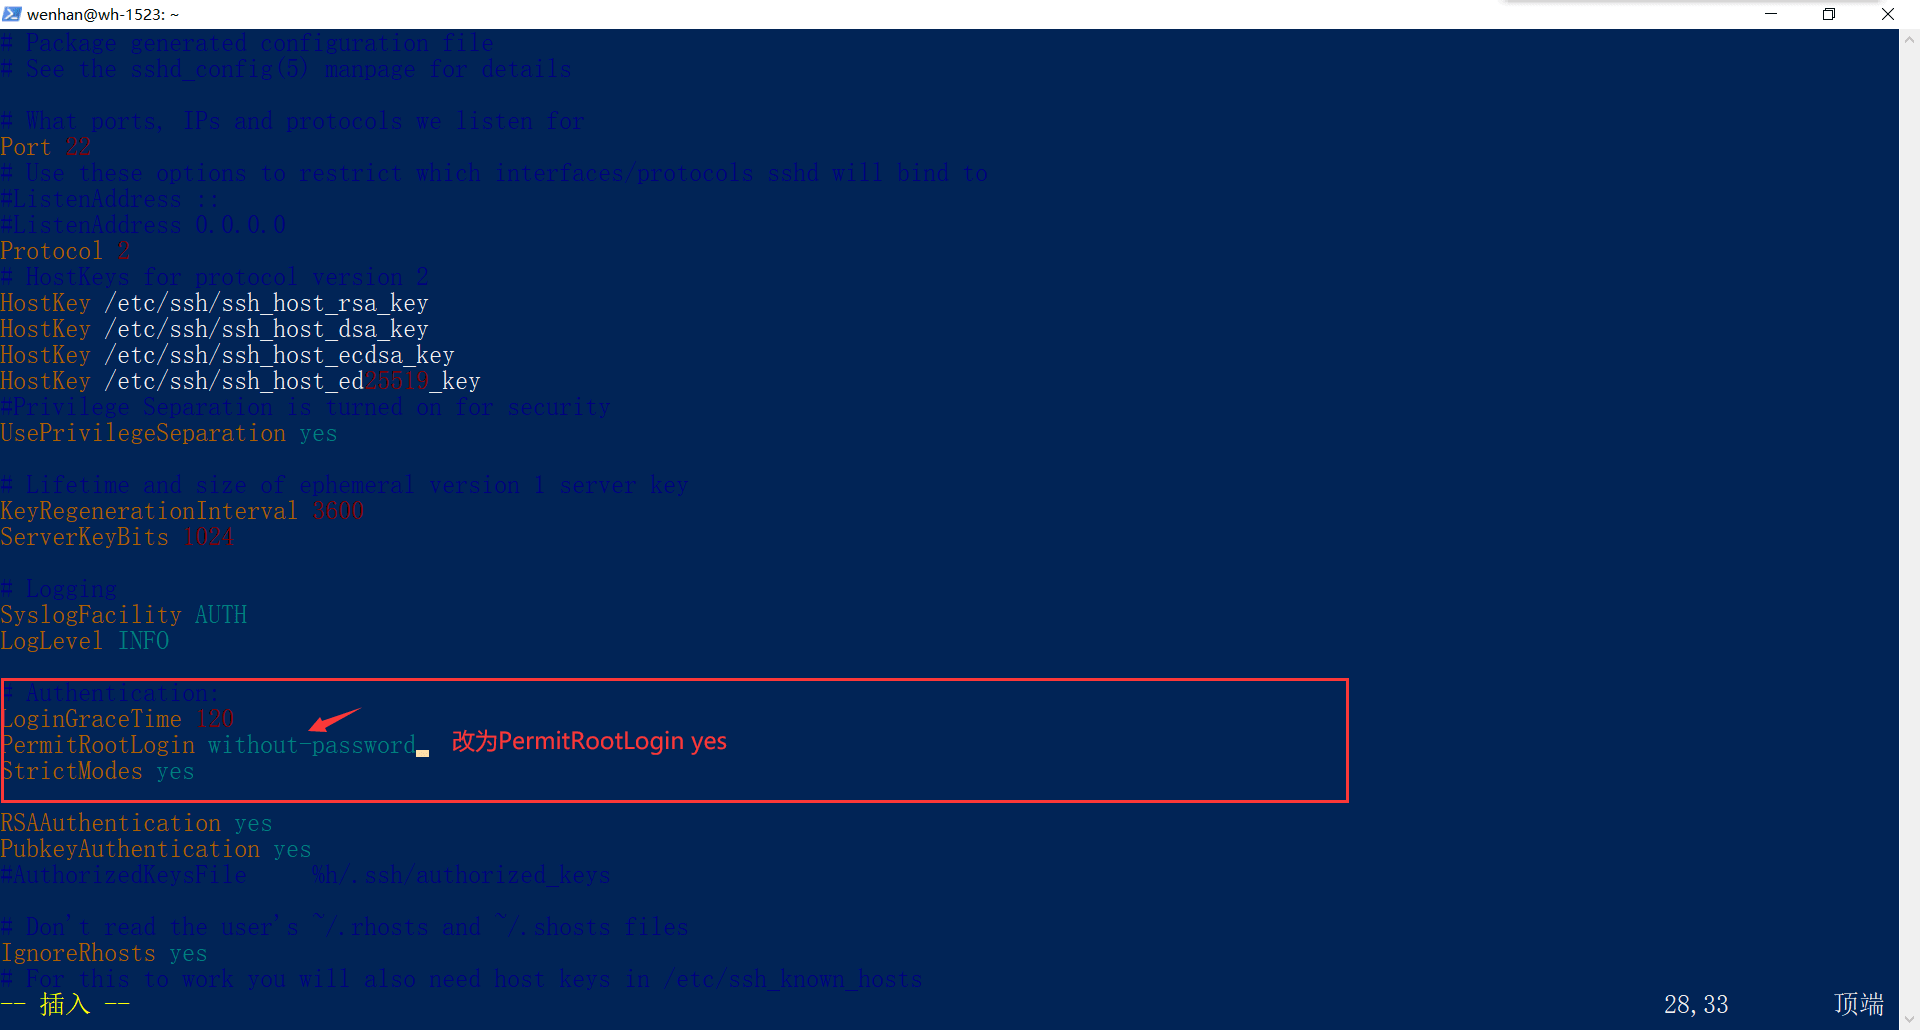 wenhan@wh-1523: ~
# Package generated configuration file
# See the sshd_config(5) manpage for details
# What ports, IPs and protocols we listen for
Port 22
# Use these options to restrict which interfaces/protocols sshd will bind to
#ListenAddress ::
#ListenAddress 0.0.0.0
Protocol 2
# HostKeys for protocol version 2
HostKey /etc/ssh/ssh_host_rsa_key
HostKey /etc/ssh/ssh_host_dsa_key
HostKey /etc/ssh/ssh_host_ecdsa_key
HostKey /etc/ssh/ssh_host_ed25519_key
#Privilege Separation is turned on for security
UsePrivilegeSeparation yes
# Lifetime and size of ephemeral version 1 server key
KeyRegenerationInterval 3600
ServerKeyBits 1024
# Logging
SyslogFacility AUTH
LogLevel INFO
# Authentication:
LoginGraceTime 120
PermitRootLogin without-password 改为PermitRootLogin yes
StrictModes yes
RSAAuthentication yes
PubkeyAuthentication yes
#AuthorizedKeysFile     %h/.ssh/authorized_keys
# Don't read the user's ~/.rhosts and ~/.shosts files
IgnoreRhosts yes
# For this to work you will also need host keys in /etc/ssh_known_hosts
-- 插入 -- 28,33 顶端